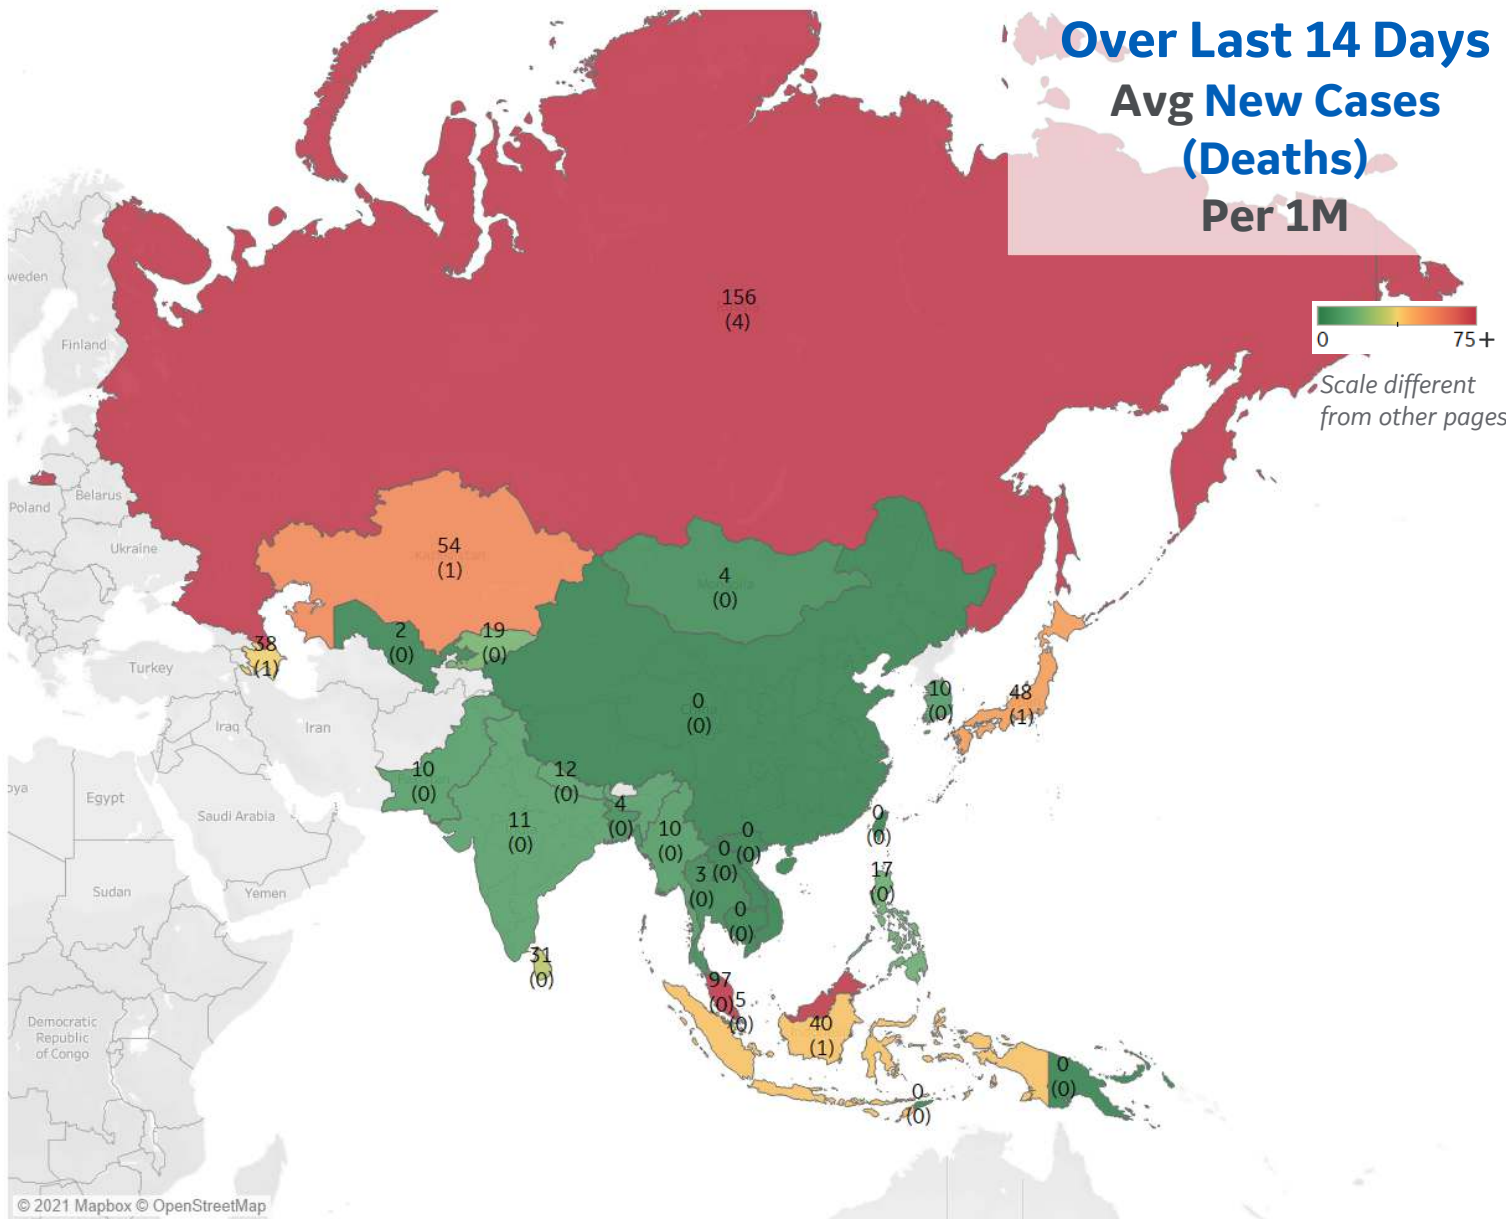 Over Last 14 Days
Avg New Cases
(Deaths)
Per 1M
0 75+
Scale different
from other pages
weden
Finland
Belarus
Poland
Ukraine
Turkey
Iraq
Iran
oya
Egypt
Saudi Arabia
Sudan
Yemen
Democratic
Republic
of Congo
156
(4)
54
(1)
4
(0)
2
(0)
19
(0)
38
(1)
0
(0)
10
(0)
48
(1)
10
(0)
12
(0)
11
(0)
4
(0)
10
(0)
0
(0)
0
(0)
3
(0)
0
(0)
0
(0)
17
(0)
31
(0)
97
(0)
5
(0)
40
(1)
0
(0)
0
(0)
© 2021 Mapbox © OpenStreetMap